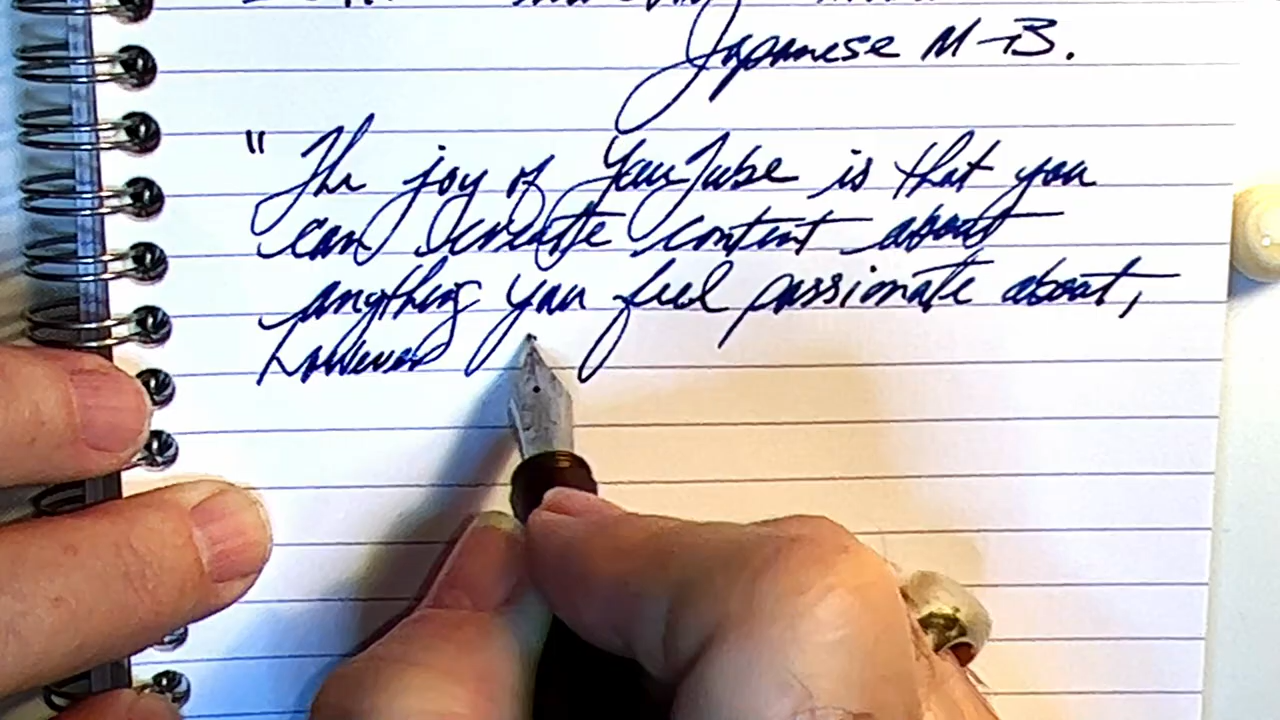 Japanese M-B.
" The joy of YouTube is that you
can create content about
anything you feel passionate about,
however